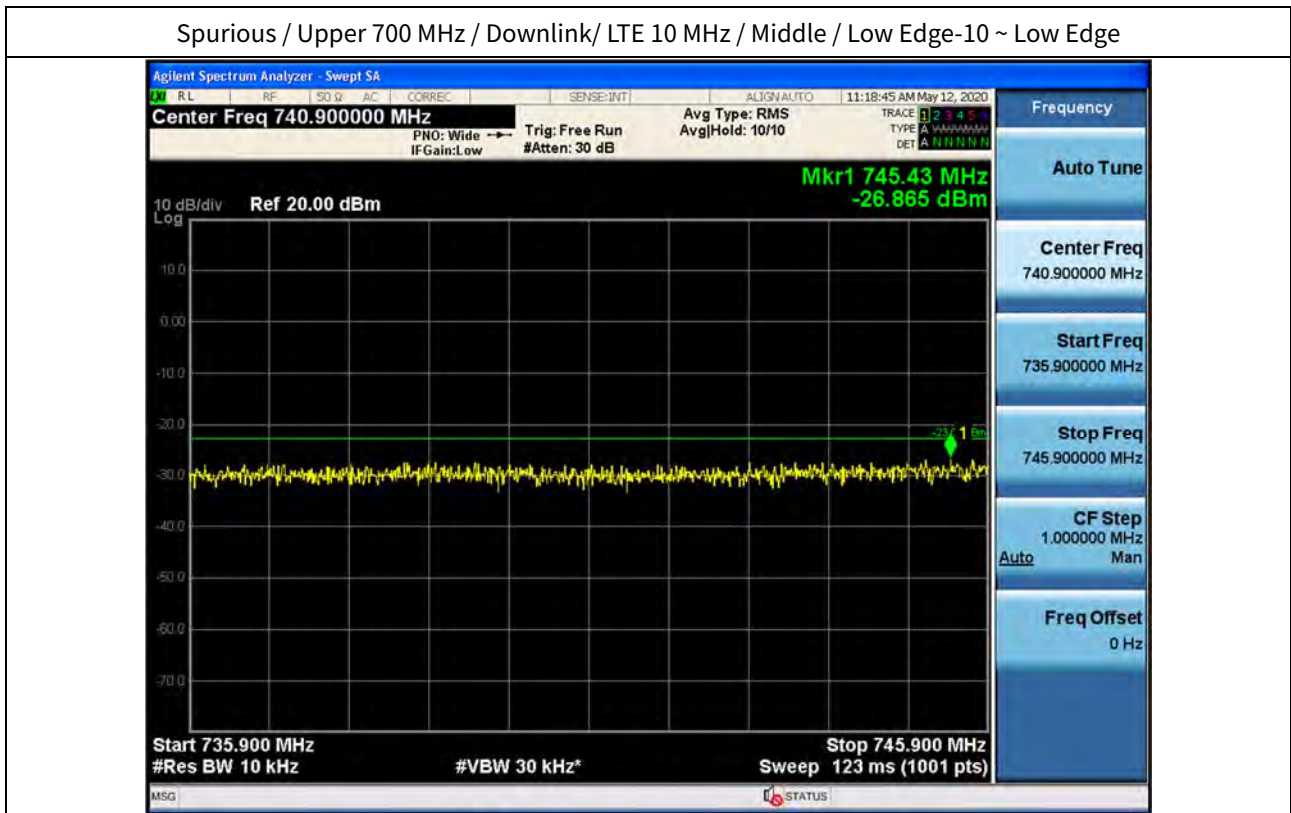 Spurious / Upper 700 MHz / Downlink/ LTE 10 MHz / Middle / Low Edge-10 ~ Low Edge
Agilent Spectrum Analyzer - Swept SA
LXI RL RF 50 Ω AC CORREC SENSE:INT ALIGNAUTO 11:18:45 AM May 12, 2020
Center Freq 740.900000 MHz
PNO: Wide
IFGain:Low
Trig: Free Run
#Atten: 30 dB
Avg Type: RMS
Avg|Hold: 10/10
TRACE 1 2 3 4 5 6
TYPE A WWWWW
DET A N N N N N
Mkr1 745.43 MHz
-26.865 dBm
10 dB/div Ref 20.00 dBm
Log
10.0
0.00
-10.0
-20.0
-30.0
-40.0
-50.0
-60.0
-70.0
1
Start 735.900 MHz
Stop 745.900 MHz
#Res BW 10 kHz
#VBW 30 kHz*
Sweep 123 ms (1001 pts)
MSG
STATUS
Frequency
Auto Tune
Center Freq
740.900000 MHz
Start Freq
735.900000 MHz
Stop Freq
745.900000 MHz
CF Step
1.000000 MHz
Auto Man
Freq Offset
0 Hz